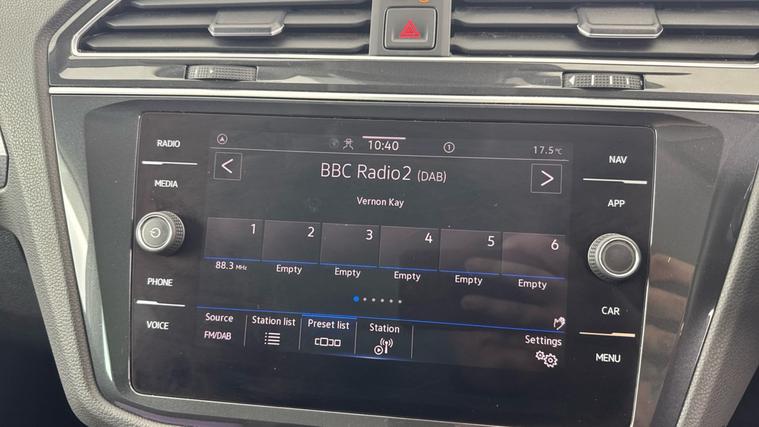 RADIO
MEDIA
PHONE
VOICE
10:40
1
17.5°C
<
BBC Radio2 (DAB)
>
Vernon Kay
1 2 3 4 5 6
88.3 MHz Empty Empty Empty Empty Empty
Source Station list Preset list Station Settings
FM/DAB
NAV
APP
CAR
MENU